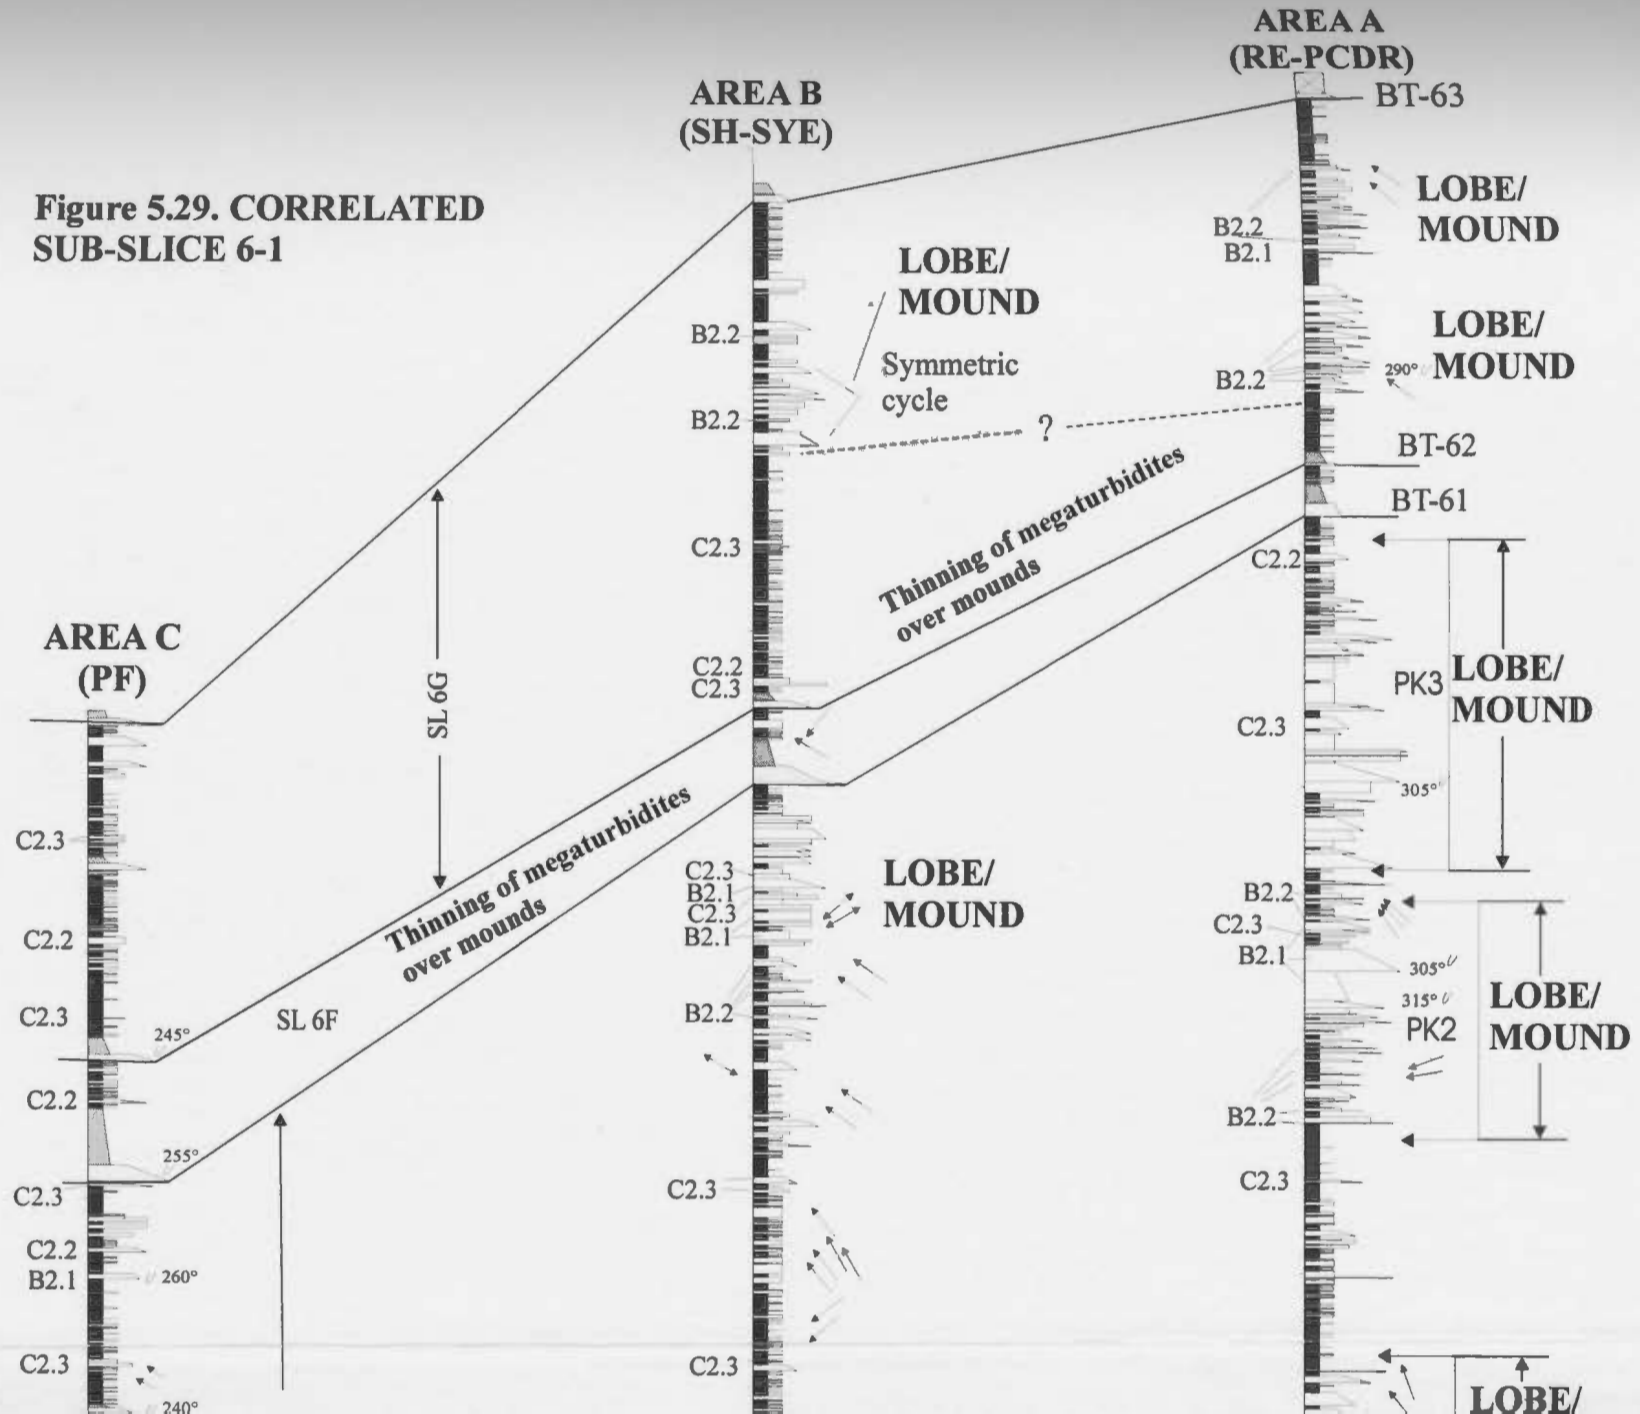 AREA A
(RE-PCDR)
BT-63
AREA B
(SH-SYE)
Figure 5.29. CORRELATED
SUB-SLICE 6-1
LOBE/
MOUND
B2.2
B2.1
LOBE/
MOUND
B2.2
Symmetric
cycle
B2.2
?
LOBE/
MOUND
290°
B2.2
BT-62
BT-61
Thinning of megaturbidites
over mounds
C2.3
C2.2
C2.2
C2.3
AREA C
(PF)
SL 6G
PK3
LOBE/
MOUND
C2.3
305°
C2.3
Thinning of megaturbidites
over mounds
C2.3
B2.1
C2.3
B2.1
LOBE/
MOUND
B2.2
C2.3
B2.1
305°
315°
PK2
LOBE/
MOUND
C2.2
C2.3
245°
SL 6F
B2.2
C2.2
B2.2
255°
C2.3
C2.3
C2.3
C2.2
B2.1
260°
C2.3
C2.3
240°
LOBE/